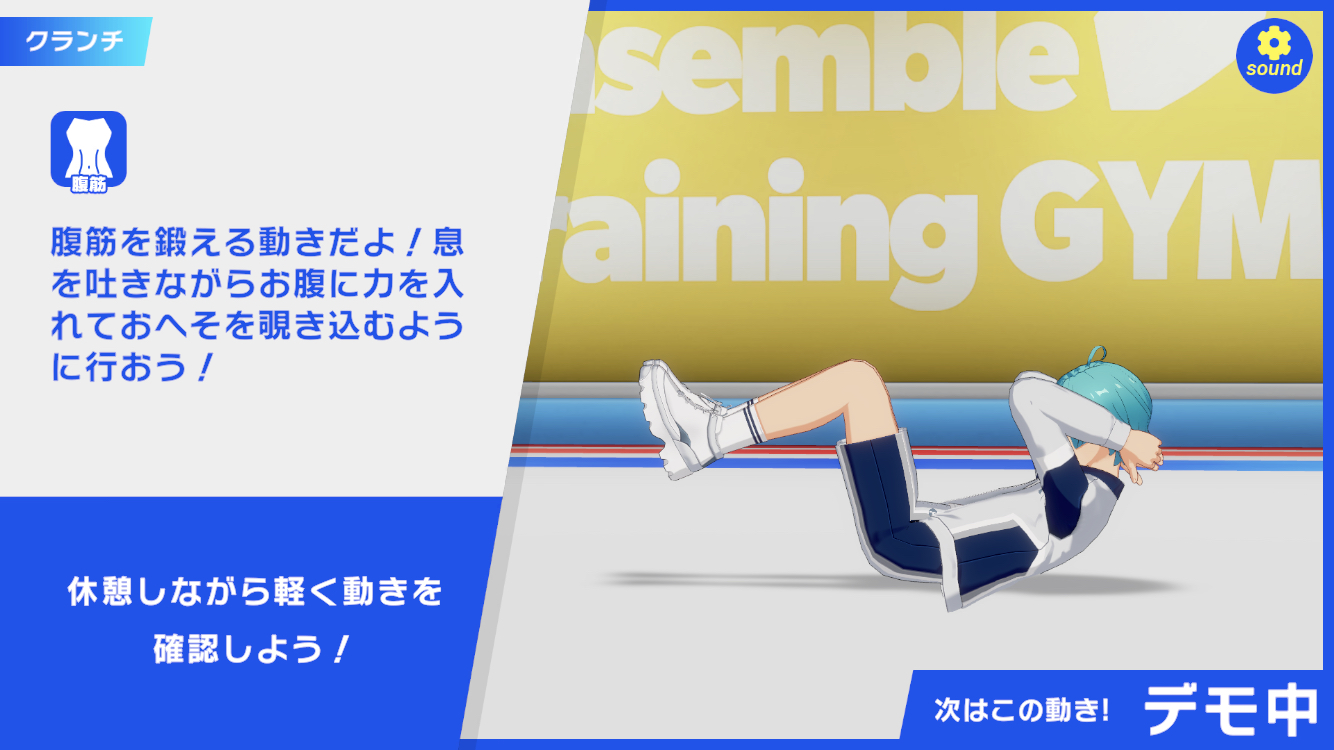 クランチ
腹筋
腹筋を鍛える動きだよ！息
を吐きながらお腹に力を入
れておへそを覗き込むよう
に行おう！
休憩しながら軽く動きを
確認しよう！
nsemble
raining GYM
sound
次はこの動き!
デモ中